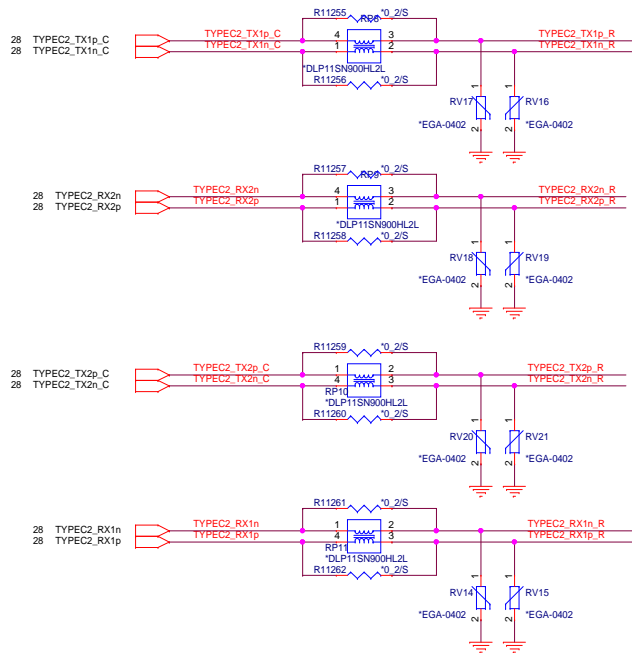 R11255 *0_2/S
RP8
28 TYPEC2_TX1p_C TYPEC2_TX1p_C 4 3 TYPEC2_TX1p_R
28 TYPEC2_TX1n_C TYPEC2_TX1n_C 1 2 TYPEC2_TX1n_R
*DLP11SN900HL2L
R11256 *0_2/S
1 1
RV17 RV16
2 2
*EGA-0402 *EGA-0402
R11257 *0_2/S
RP9
28 TYPEC2_RX2n TYPEC2_RX2n 4 3 TYPEC2_RX2n_R
28 TYPEC2_RX2p TYPEC2_RX2p 1 2 TYPEC2_RX2p_R
*DLP11SN900HL2L
R11258 *0_2/S
1 1
RV18 RV19
2 2
*EGA-0402 *EGA-0402
R11259 *0_2/S
28 TYPEC2_TX2p_C TYPEC2_TX2p_C 1 2 TYPEC2_TX2p_R
28 TYPEC2_TX2n_C TYPEC2_TX2n_C 4 3 TYPEC2_TX2n_R
RP10
*DLP11SN900HL2L
R11260 *0_2/S
1 1
RV20 RV21
2 2
*EGA-0402 *EGA-0402
R11261 *0_2/S
28 TYPEC2_RX1n TYPEC2_RX1n 1 2 TYPEC2_RX1n_R
28 TYPEC2_RX1p TYPEC2_RX1p 4 3 TYPEC2_RX1p_R
RP11
*DLP11SN900HL2L
R11262 *0_2/S
1 1
RV14 RV15
2 2
*EGA-0402 *EGA-0402